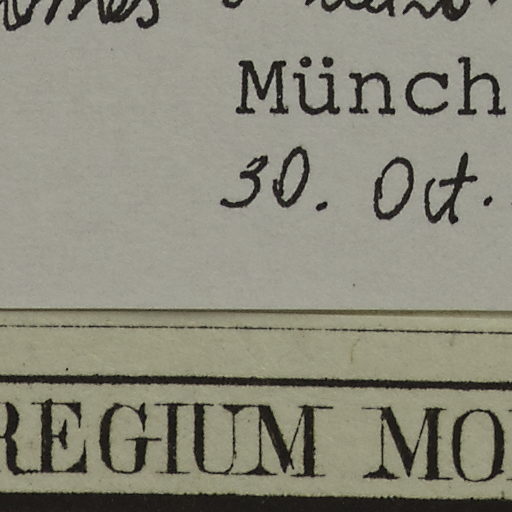 Münch
30. Oct.
REGIUM MO